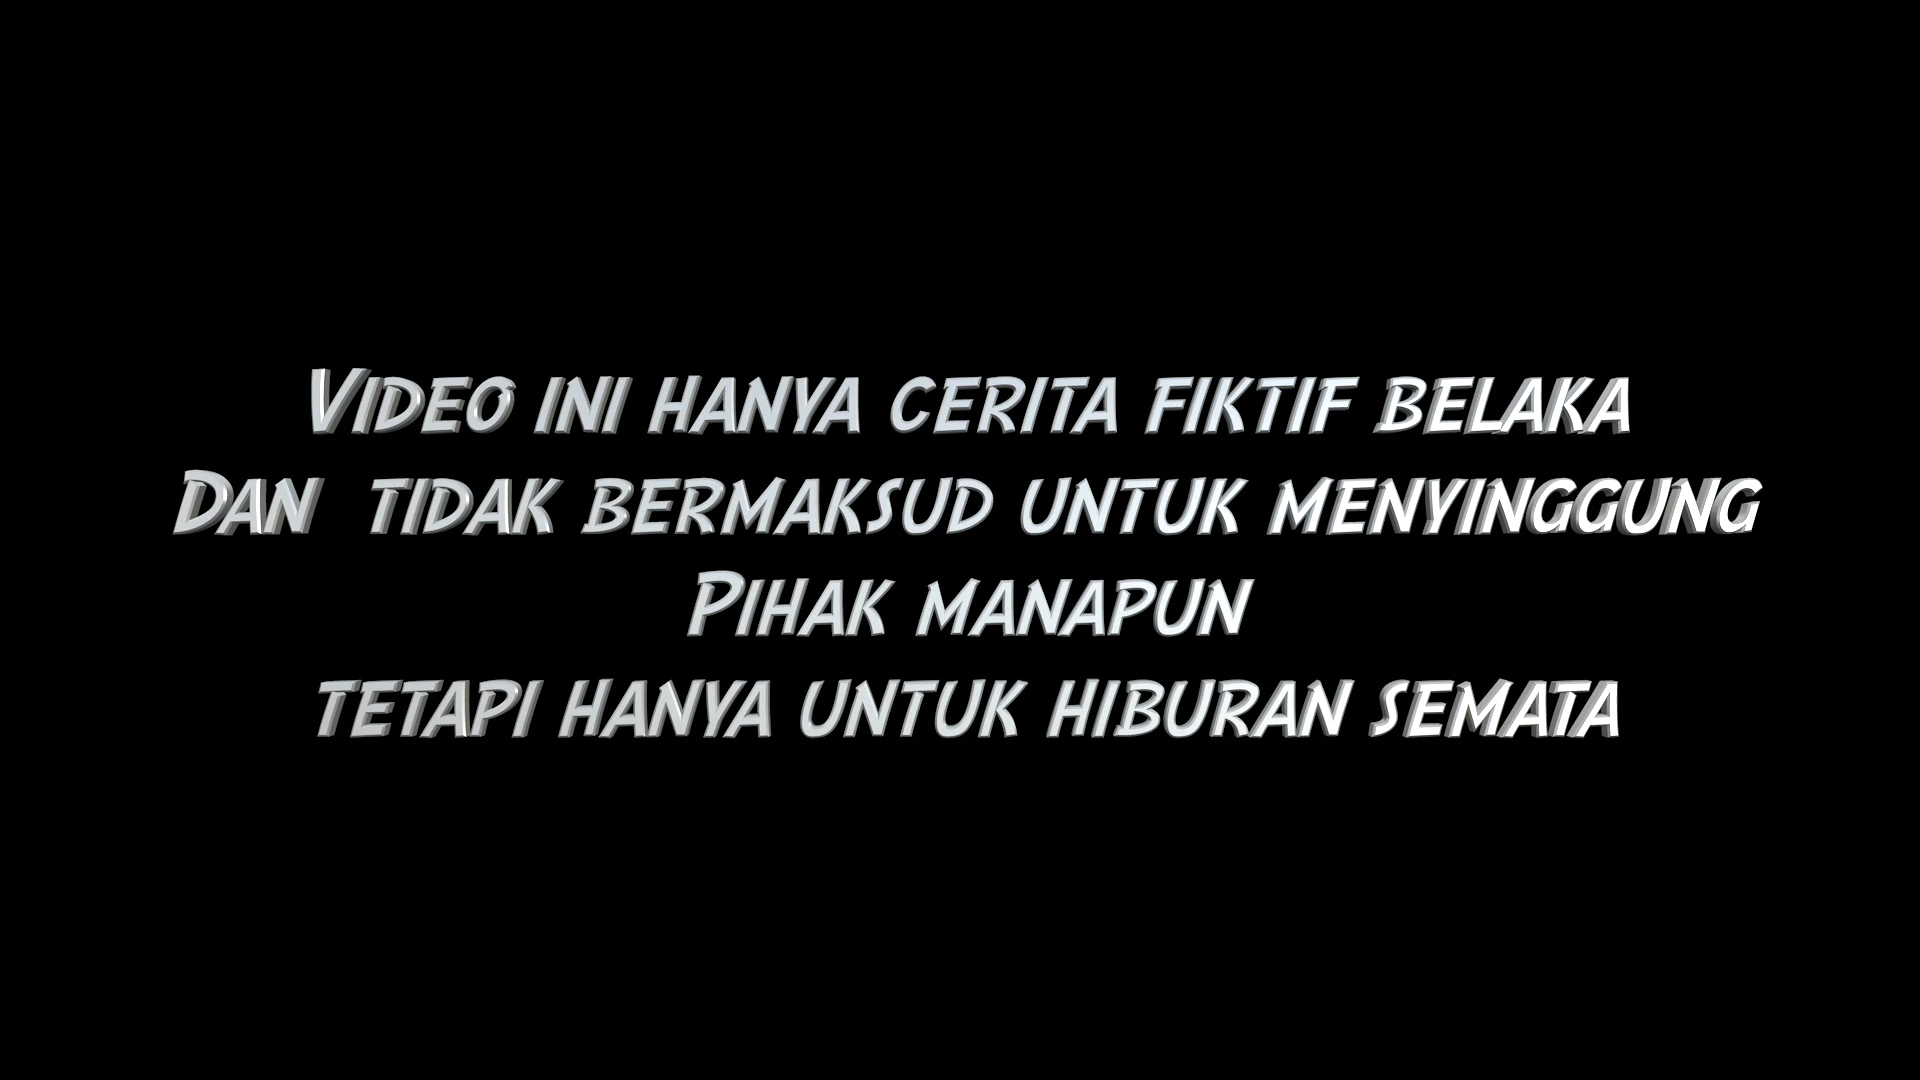 VIDEO INI HANYA CERITA FIKTIF BELAKA
DAN TIDAK BERMAKSUD UNTUK MENYINGGUNG
PIHAK MANAPUN
TETAPI HANYA UNTUK HIBURAN SEMATA